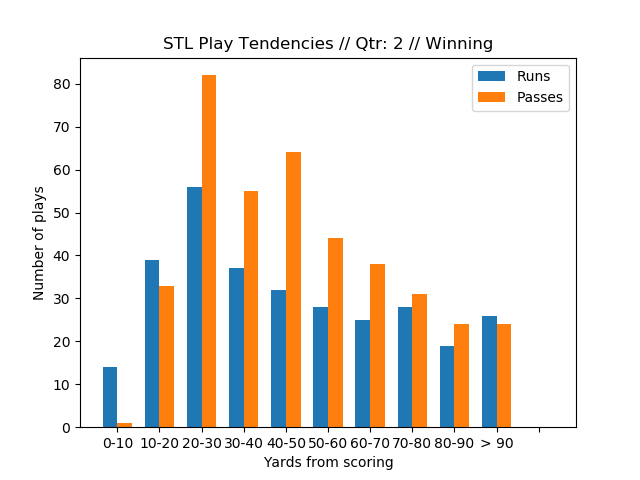 STL Play Tendencies // Qtr: 2 // Winning
Runs
Passes
80
70
60
50
40
30
20
10
0
Number of plays
0-10 10-20 20-30 30-40 40-50 50-60 60-70 70-80 80-90 > 90
Yards from scoring